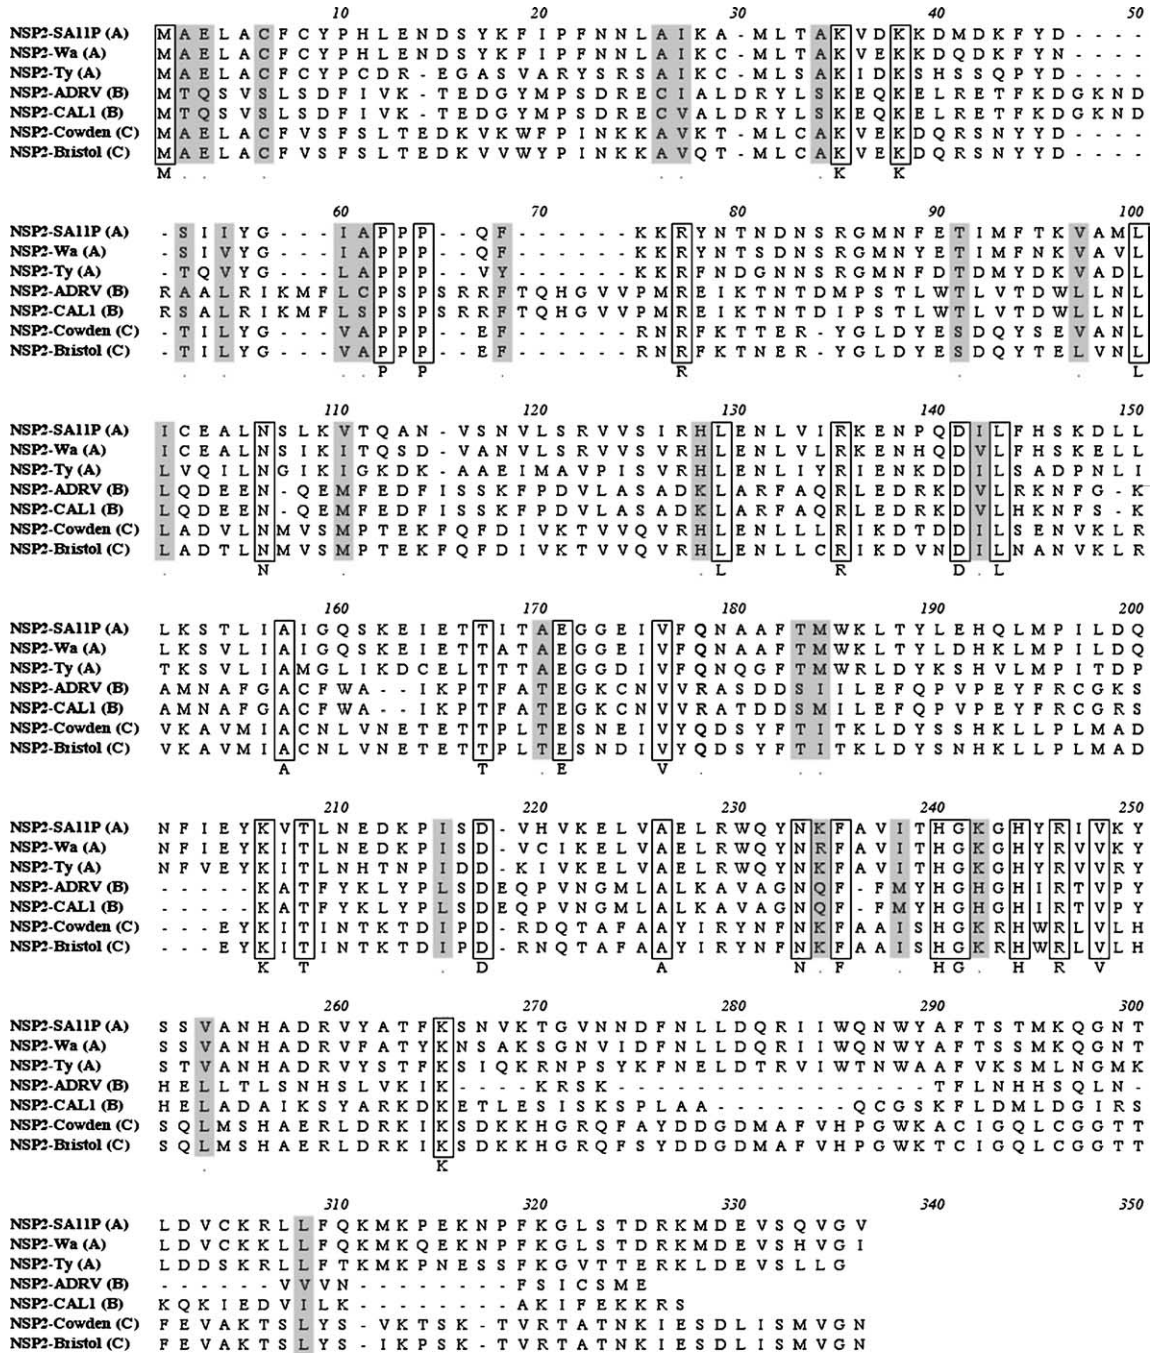 10 20 30 40 50
NSP2-SA11P (A) M A E L A C F C Y P H L E N D S Y K F I P F N N L A I K A - M L T A K V D K K D M D K F Y D - - - -
NSP2-Wa (A) M A E L A C F C Y P H L E N D S Y K F I P F N N L A I K A - M L T A K V E K K D Q D K F Y N - - - -
NSP2-Ty (A) M A E L A C F C Y P C D R - E G A S V A R Y S R S A I K C - M L S A K I D K S H S S Q P Y D - - - -
NSP2-ADRV (B) M T Q S V S L S D F I V K - T E D G Y M P S D R E C I A L D R Y L S K E Q K E L R E T F K D G K N D
NSP2-CAL1 (B) M T Q S V S L S D F I V K - T E D G Y M P S D R E C V A L D R Y L S K E Q K E L R E T F K D G K N D
NSP2-Cowden (C) M A E L A C F V S F S L T E D K V K W F P I N K K A V K T - M L C A K V E K D Q R S N Y Y D - - - -
NSP2-Bristol (C) M A E L A C F V S F S L T E D K V V W Y P I N K K A V Q T - M L C A K V E K D Q R S N Y Y D - - - -
M . . . . . . K K
60 70 80 90 100
NSP2-SA11P (A) - S I I Y G - - - I A P P P - - Q F - - - - - - K K R Y N T N D N S R G M N F E T I M F T K V A M L
NSP2-Wa (A) - S I V Y G - - - I A P P P - - Q F - - - - - - K K R Y N T S D N S R G M N Y E T I M F N K V A V L
NSP2-Ty (A) - T Q V Y G - - - L A P P P - - V Y - - - - - - K K R F N D G N N S R G M N F D T D M Y D K V A D L
NSP2-ADRV (B) R A A L R I K M F L C P S P S R R F T Q H G V V P M R E I K T N T D M P S T L W T L V T D W L L N L
NSP2-CAL1 (B) R S A L R I K M F L S P S P S R R F T Q H G V V P M R E I K T N T D I P S T L W T L V T D W L L N L
NSP2-Cowden (C) - T I L Y G - - - V A P P P - - E F - - - - - - R N R F K T T E R - Y G L D Y E S D Q Y S E V A N L
NSP2-Bristol (C) - T I L Y G - - - V A P P P - - E F - - - - - - R N R F K T N E R - Y G L D Y E S D Q Y T E L V N L
. . . . P P . R . . L
110 120 130 140 150
NSP2-SA11P (A) I C E A L N S L K V T Q A N - V S N V L S R V V S I R H L E N L V I R K E N P Q D I L F H S K D L L
NSP2-Wa (A) I C E A L N S I K I T Q S D - V A N V L S R V V S V R H L E N L V L R K E N H Q D V L F H S K E L L
NSP2-Ty (A) L V Q I L N G I K I G K D K - A A E I M A V P I S V R H L E N L I Y R I E N K D D I L S A D P N L I
NSP2-ADRV (B) L Q D E E N - Q E M F E D F I S S K F P D V L A S A D K L A R F A Q R L E D R K D V L R K N F G - K
NSP2-CAL1 (B) L Q D E E N - Q E M F E D F I S S K F P D V L A S A D K L A R F A Q R L E D R K D V L H K N F S - K
NSP2-Cowden (C) L A D V L N M V S M P T E K F Q F D I V K T V V Q V R H L E N L L L R I K D T D D I L S E N V K L R
NSP2-Bristol (C) L A D T L N M V S M P T E K F Q F D I V K T V V Q V R H L E N L L C R I K D V N D I L N A N V K L R
. N . . L R D . L
160 170 180 190 200
NSP2-SA11P (A) L K S T L I A I G Q S K E I E T T I T A E G G E I V F Q N A A F T M W K L T Y L E H Q L M P I L D Q
NSP2-Wa (A) L K S V L I A I G Q S K E I E T T A T A E G G E I V F Q N A A F T M W K L T Y L D H K L M P I L D Q
NSP2-Ty (A) T K S V L I A M G L I K D C E L T T T A E G G D I V F Q N Q G F T M W R L D Y K S H V L M P I T D P
NSP2-ADRV (B) A M N A F G A C F W A - - I K P T F A T E G K C N V V R A S D D S I I L E F Q P V P E Y F R C G K S
NSP2-CAL1 (B) A M N A F G A C F W A - - I K P T F A T E G K C N V V R A T D D S M I L E F Q P V P E Y F R C G R S
NSP2-Cowden (C) V K A V M I A C N L V N E T E T T P L T E S N E I V Y Q D S Y F T I T K L D Y S S H K L L P L M A D
NSP2-Bristol (C) V K A V M I A C N L V N E T E T T P L T E S N D I V Y Q D S Y F T I T K L D Y S N H K L L P L M A D
A T . E V . .
210 220 230 240 250
NSP2-SA11P (A) N F I E Y K V T L N E D K P I S D - V H V K E L V A E L R W Q Y N K F A V I T H G K G H Y R I V K Y
NSP2-Wa (A) N F I E Y K I T L N E D K P I S D - V C I K E L V A E L R W Q Y N R F A V I T H G K G H Y R V V K Y
NSP2-Ty (A) N F V E Y K I T L N H T N P I D D - K I V K E L V A E L R W Q Y N K F A V I T H G K G H Y R V V R Y
NSP2-ADRV (B) - - - - - K A T F Y K L Y P L S D E Q P V N G M L A L K A V A G N Q F - F M Y H G H G H I R T V P Y
NSP2-CAL1 (B) - - - - - K A T F Y K L Y P L S D E Q P V N G M L A L K A V A G N Q F - F M Y H G H G H I R T V P Y
NSP2-Cowden (C) - - - E Y K I T I N T K T D I P D - R D Q T A F A A Y I R Y N F N K F A A I S H G K R H W R L V L H
NSP2-Bristol (C) - - - E Y K I T I N T K T D I P D - R N Q T A F A A Y I R Y N F N K F A A I S H G K R H W R L V L H
K T . D A N . F . H G . H R V
260 270 280 290 300
NSP2-SA11P (A) S S V A N H A D R V Y A T F K S N V K T G V N N D F N L L D Q R I I W Q N W Y A F T S T M K Q G N T
NSP2-Wa (A) S S V A N H A D R V F A T Y K N S A K S G N V I D F N L L D Q R I I W Q N W Y A F T S S M K Q G N T
NSP2-Ty (A) S T V A N H A D R V Y S T F K S I Q K R N P S Y K F N E L D T R V I W T N W A A F V K S M L N G M K
NSP2-ADRV (B) H E L L T L S N H S L V K I K - - - - K R S K - - - - - - - - - - - - - - - - T F L N H H S Q L N -
NSP2-CAL1 (B) H E L A D A I K S Y A R K D K E T L E S I S K S P L A A - - - - - - - Q C G S K F L D M L D G I R S
NSP2-Cowden (C) S Q L M S H A E R L D R K I K S D K K H G R Q F A Y D D G D M A F V H P G W K A C I G Q L C G G T T
NSP2-Bristol (C) S Q L M S H A E R L D R K I K S D K K H G R Q F S Y D D G D M A F V H P G W K T C I G Q L C G G T T
. K
310 320 330 340 350
NSP2-SA11P (A) L D V C K R L L F Q K M K P E K N P F K G L S T D R K M D E V S Q V G V
NSP2-Wa (A) L D V C K K L L F Q K M K Q E K N P F K G L S T D R K M D E V S H V G I
NSP2-Ty (A) L D D S K R L L F T K M K P N E S S F K G V T T E R K L D E V S L L G
NSP2-ADRV (B) - - - - - - V V V N - - - - - - - - F S I C S M E
NSP2-CAL1 (B) K Q K I E D V I L K - - - - - - - - A K I F E K K R S
NSP2-Cowden (C) F E V A K T S L Y S - V K T S K - T V R T A T N K I E S D L I S M V G N
NSP2-Bristol (C) F E V A K T S L Y S - I K P S K - T V R T A T N K I E S D L I S M V G N